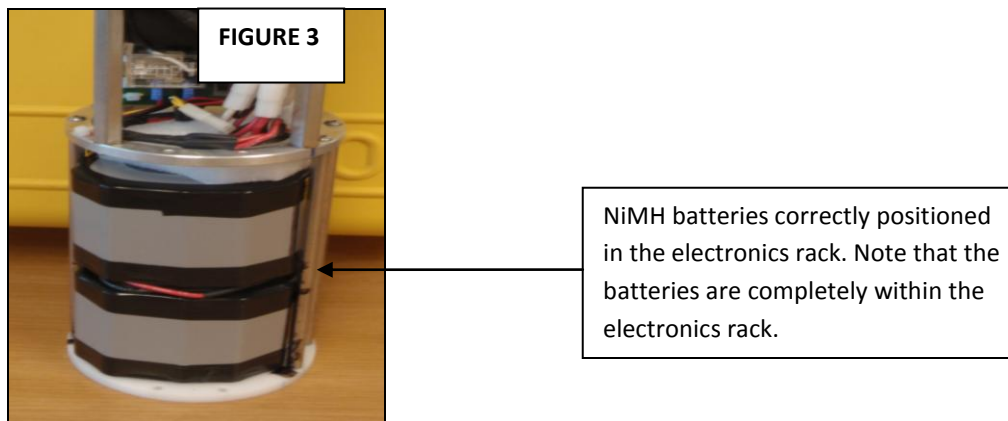 FIGURE 3
NiMH batteries correctly positioned
in the electronics rack. Note that the
batteries are completely within the
electronics rack.